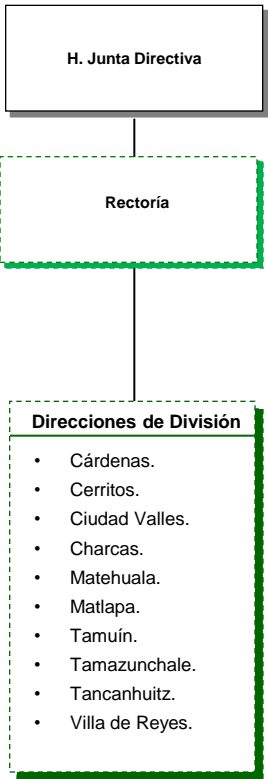 H. Junta Directiva
Rectoría
Direcciones de División
• Cárdenas.
• Cerritos.
• Ciudad Valles.
• Charcas.
• Matehuala.
• Matlapa.
• Tamuín.
• Tamazunchale.
• Tancanhuitz.
• Villa de Reyes.